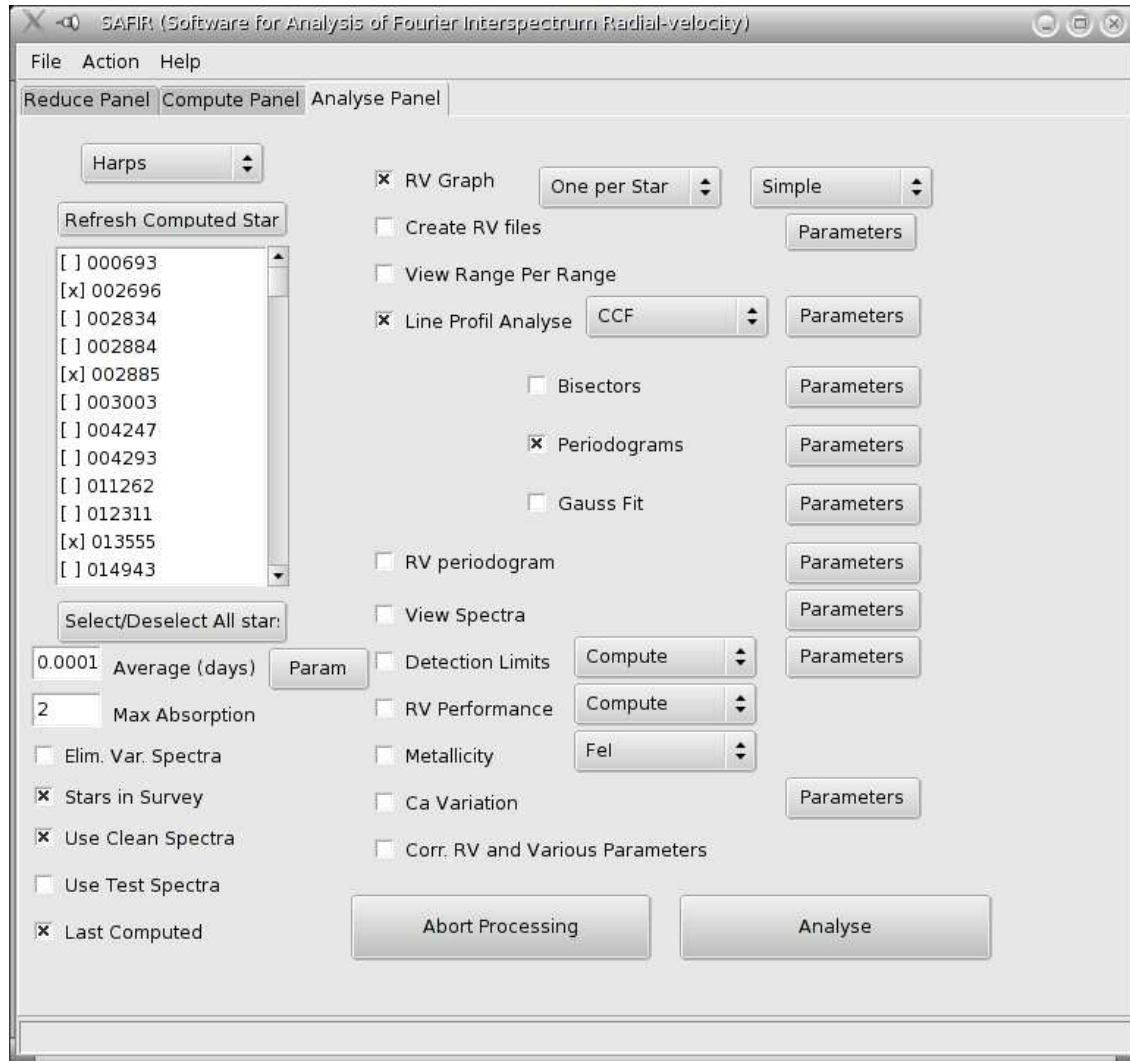 SAFIR (Software for Analysis of Fourier Interspectrum Radial-velocity)
File Action Help
Reduce Panel Compute Panel Analyse Panel
Harps
Refresh Computed Star
[ ] 000693
[x] 002696
[ ] 002834
[ ] 002884
[x] 002885
[ ] 003003
[ ] 004247
[ ] 004293
[ ] 011262
[ ] 012311
[x] 013555
[ ] 014943
Select/Deselect All star
0.0001 Average (days) Param
2 Max Absorption
Elim. Var. Spectra
Stars in Survey
Use Clean Spectra
Use Test Spectra
Last Computed
RV Graph One per Star Simple
Create RV files Parameters
View Range Per Range
Line Profil Analyse CCF Parameters
Bisectors Parameters
Periodograms Parameters
Gauss Fit Parameters
RV periodogram Parameters
View Spectra Parameters
Detection Limits Compute Parameters
RV Performance Compute
Metallicity FeI
Ca Variation Parameters
Corr. RV and Various Parameters
Abort Processing Analyse